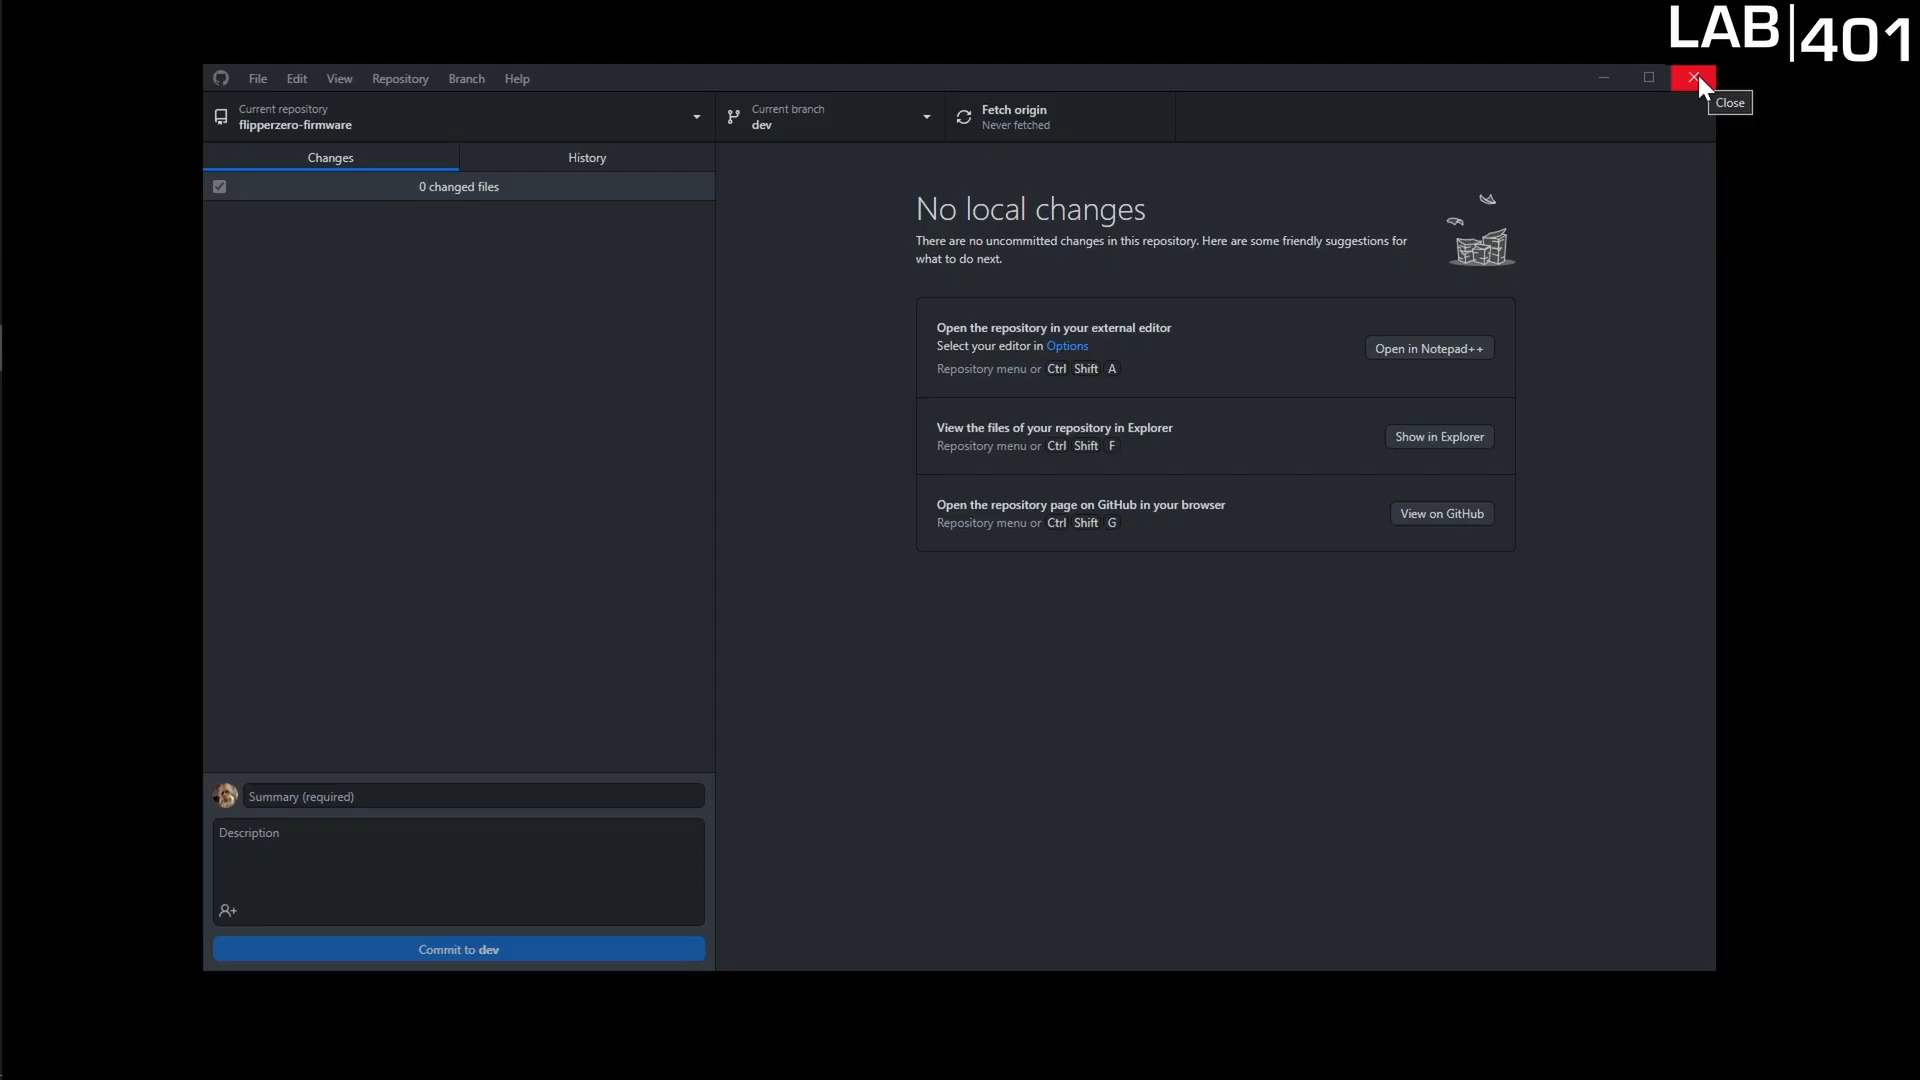 LAB|401
File Edit View Repository Branch Help
Close
Current repository
flipperzero-firmware
Current branch
dev
Fetch origin
Never fetched
Changes
History
0 changed files
No local changes
There are no uncommitted changes in this repository. Here are some friendly suggestions for
what to do next.
Open the repository in your external editor
Select your editor in Options
Repository menu or Ctrl Shift A
Open in Notepad++
View the files of your repository in Explorer
Repository menu or Ctrl Shift F
Show in Explorer
Open the repository page on GitHub in your browser
Repository menu or Ctrl Shift G
View on GitHub
Summary (required)
Description
Commit to dev